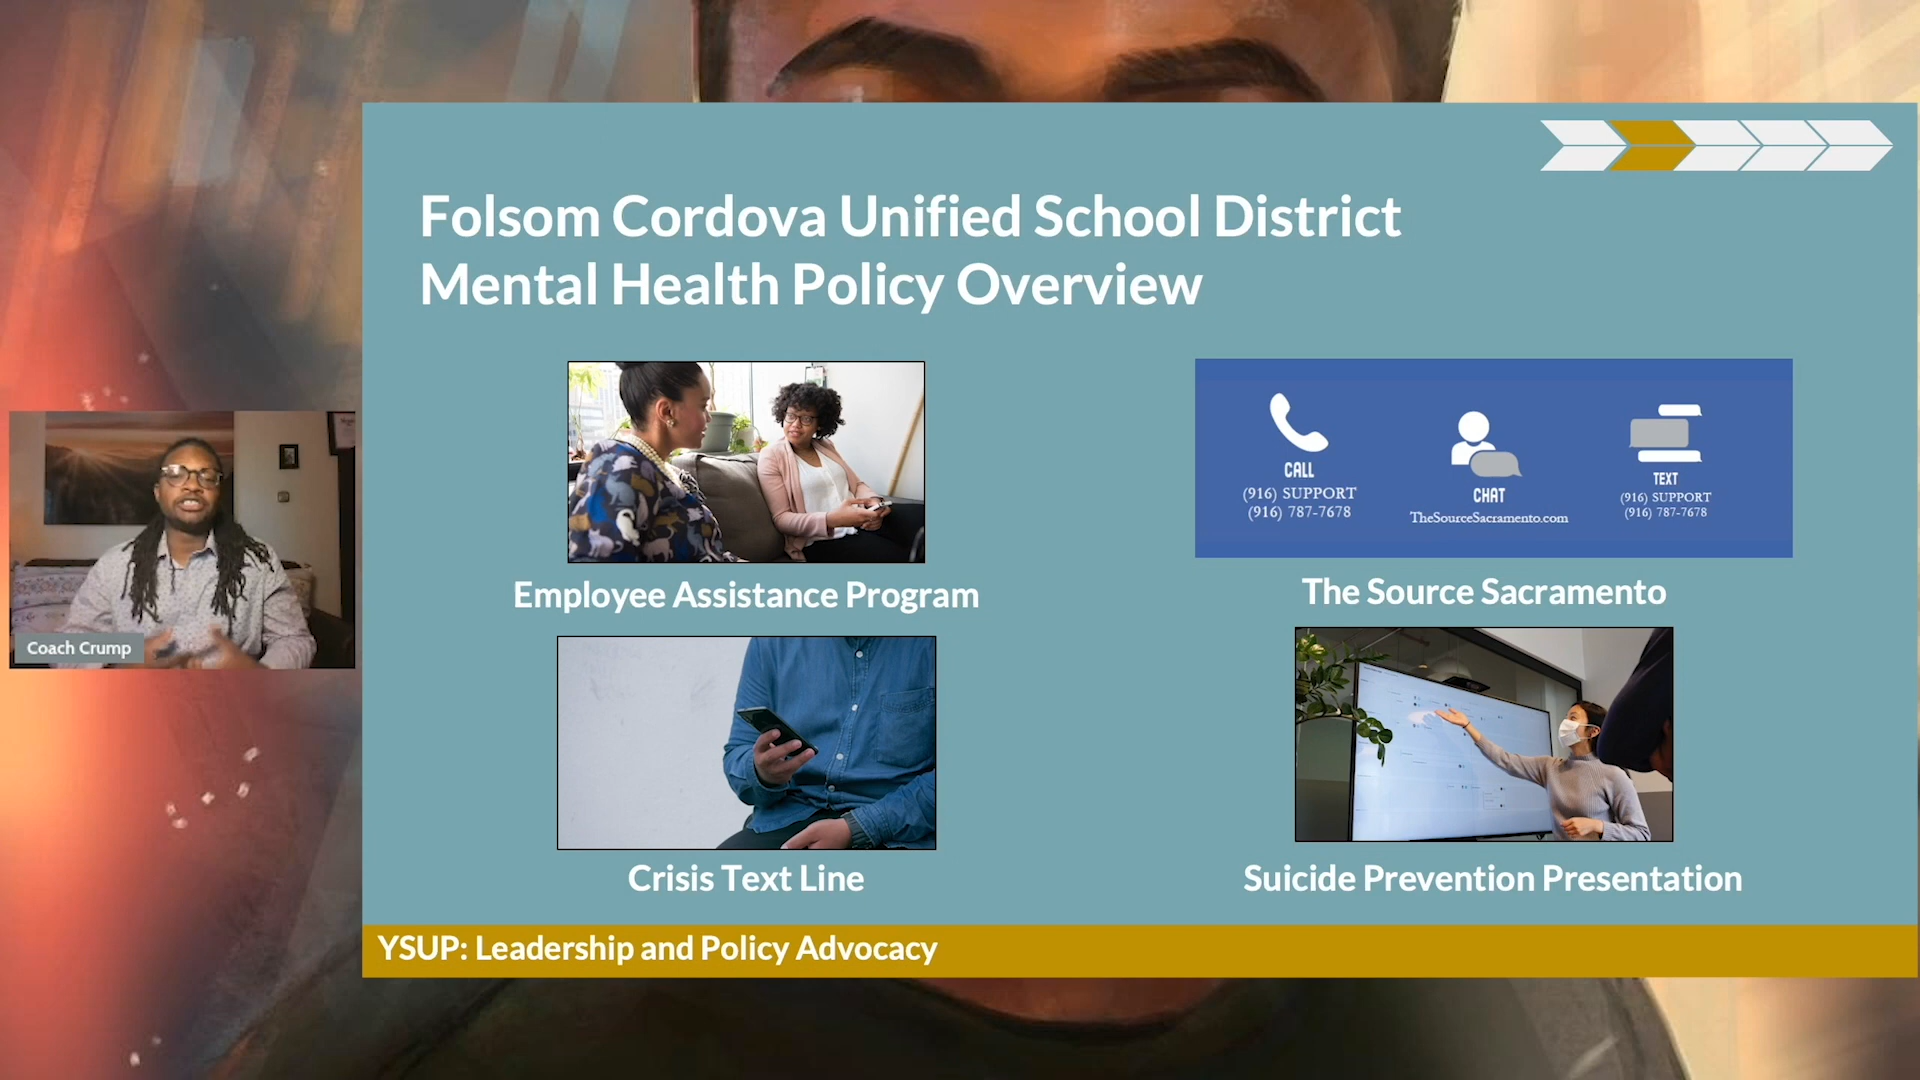 Folsom Cordova Unified School District
Mental Health Policy Overview
CALL
(916) SUPPORT
(916) 787-7678
CHAT
TheSourceSacramento.com
TEXT
(916) SUPPORT
(916) 787-7678
Employee Assistance Program
The Source Sacramento
Coach Crump
Crisis Text Line
Suicide Prevention Presentation
YSUP: Leadership and Policy Advocacy